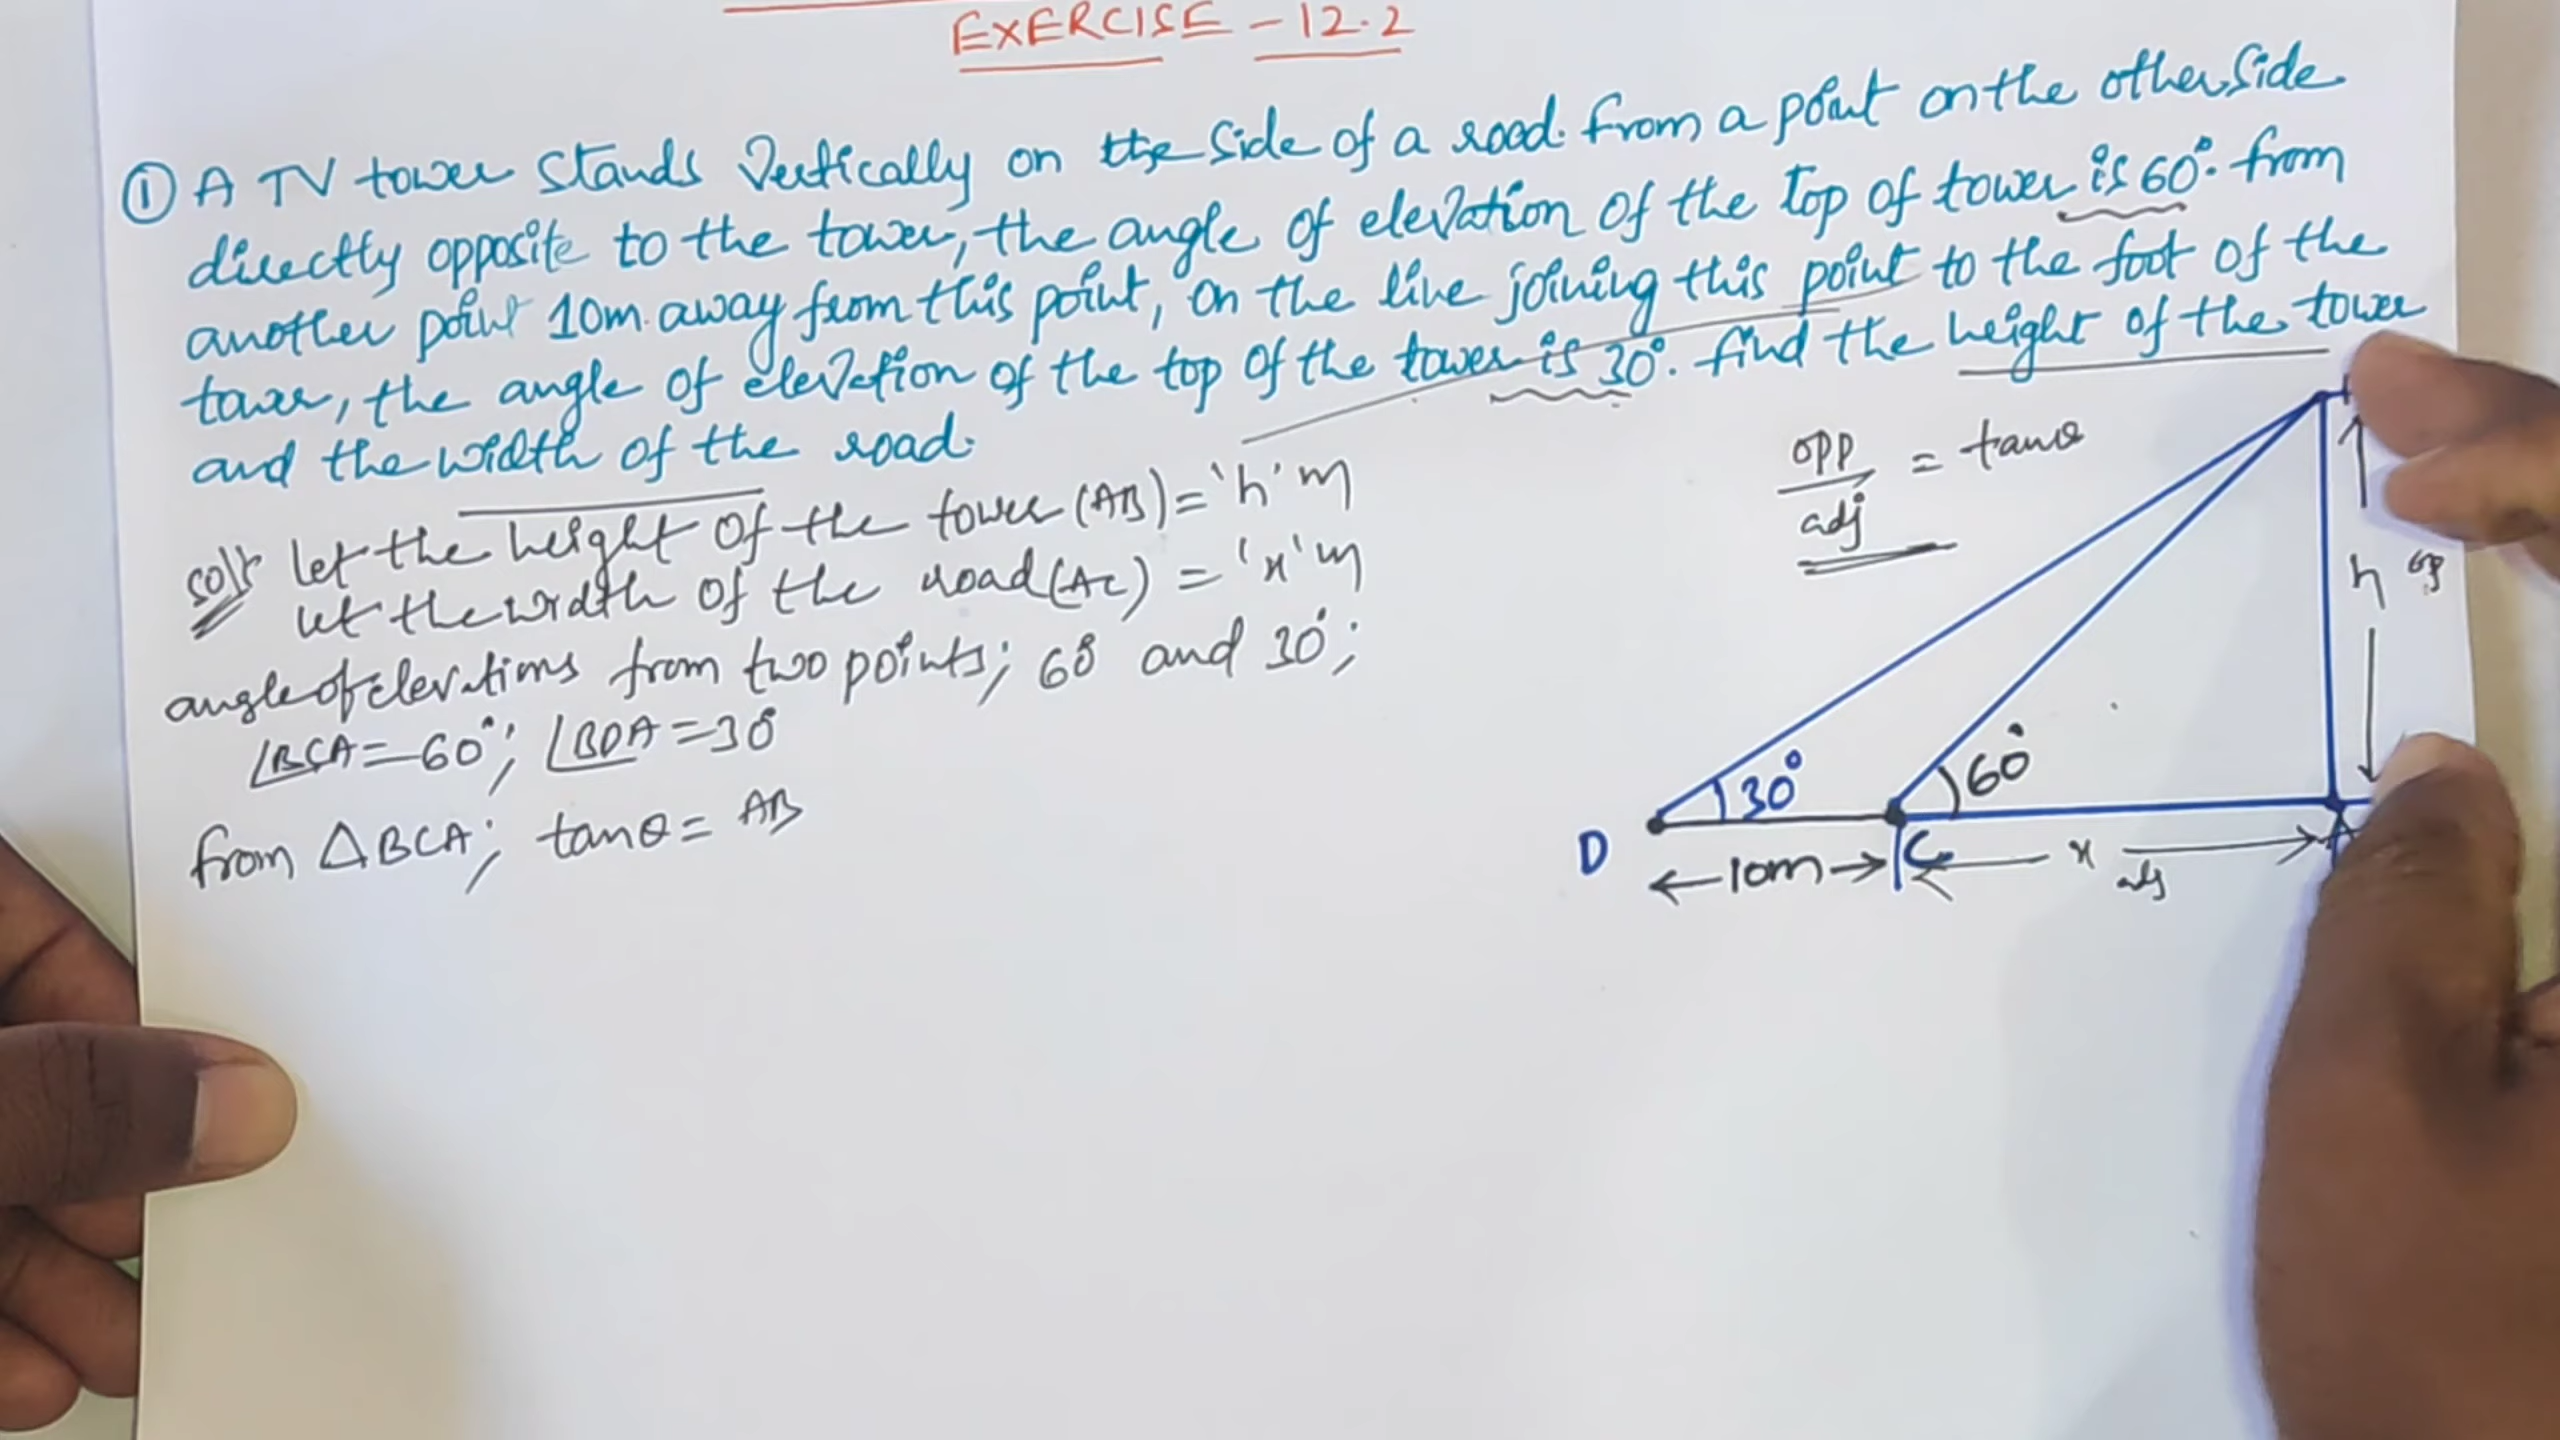 EXERCISE - 12.2
① A TV tower stands Vertically on the Side of a road. from a point on the other side
directly opposite to the tower, the angle of elevation of the top of tower is 60°. from
another point 10m away from this point, on the line joining this point to the foot of the
tower, the angle of elevation of the top of the tower is 30°. find the height of the tower
and the width of the road.
Sol:- let the height of the tower (AB) = 'h' m
let the width of the road (AC) = 'x' m
angle of elevations from two points; 60° and 30°;
∠BCA = 60°; ∠BDA = 30°
from △BCA; tanθ = AB
opp/adj = tanθ
h opp
30°
60°
D
C
A
10m
x
adj